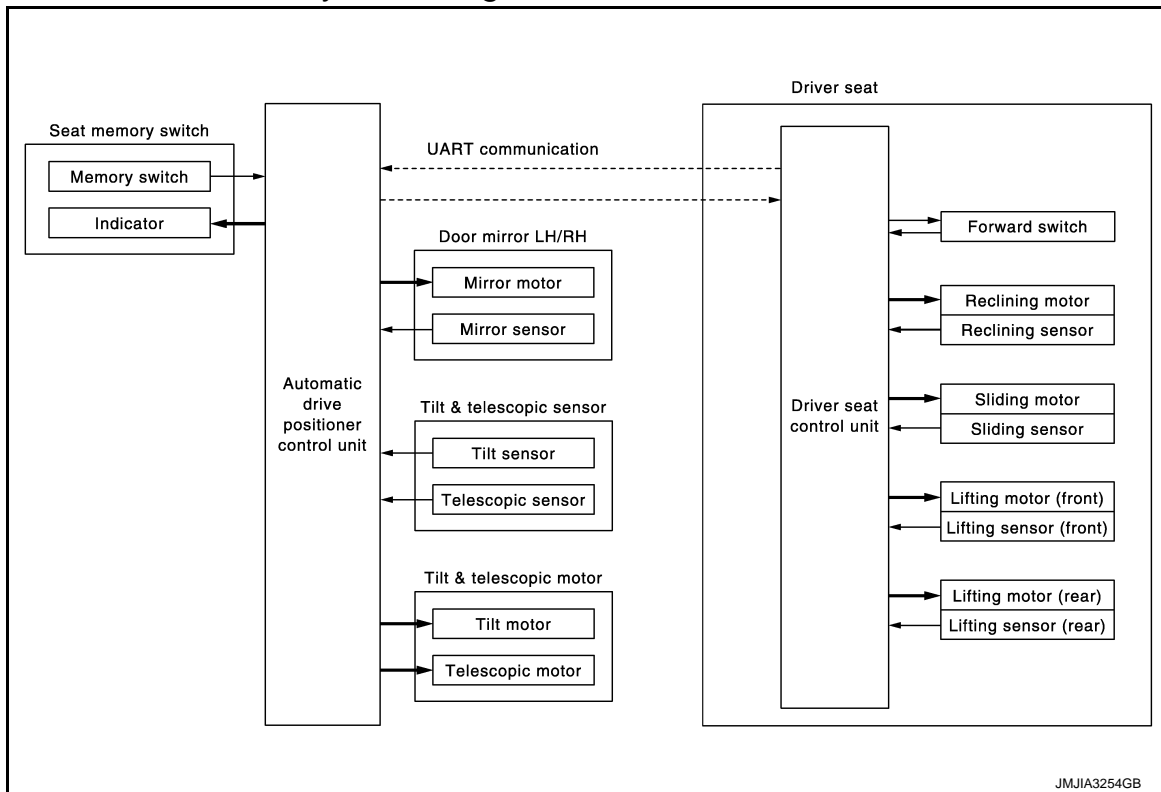 Driver seat
Seat memory switch
Memory switch
Indicator
UART communication
Door mirror LH/RH
Mirror motor
Mirror sensor
Automatic
drive
positioner
control unit
Tilt & telescopic sensor
Tilt sensor
Telescopic sensor
Tilt & telescopic motor
Tilt motor
Telescopic motor
Driver seat
control unit
Forward switch
Reclining motor
Reclining sensor
Sliding motor
Sliding sensor
Lifting motor (front)
Lifting sensor (front)
Lifting motor (rear)
Lifting sensor (rear)
JMJIA3254GB